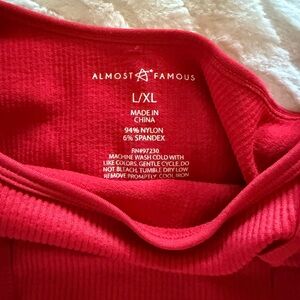 ALMOST FAMOUS
L/XL
MADE IN
CHINA
94% NYLON
6% SPANDEX
RN#97230
MACHINE WASH COLD WITH
LIKE COLORS, GENTLE CYCLE. DO
NOT BLEACH, TUMBLE DRY LOW
REMOVE PROMPTLY, COOL IRON